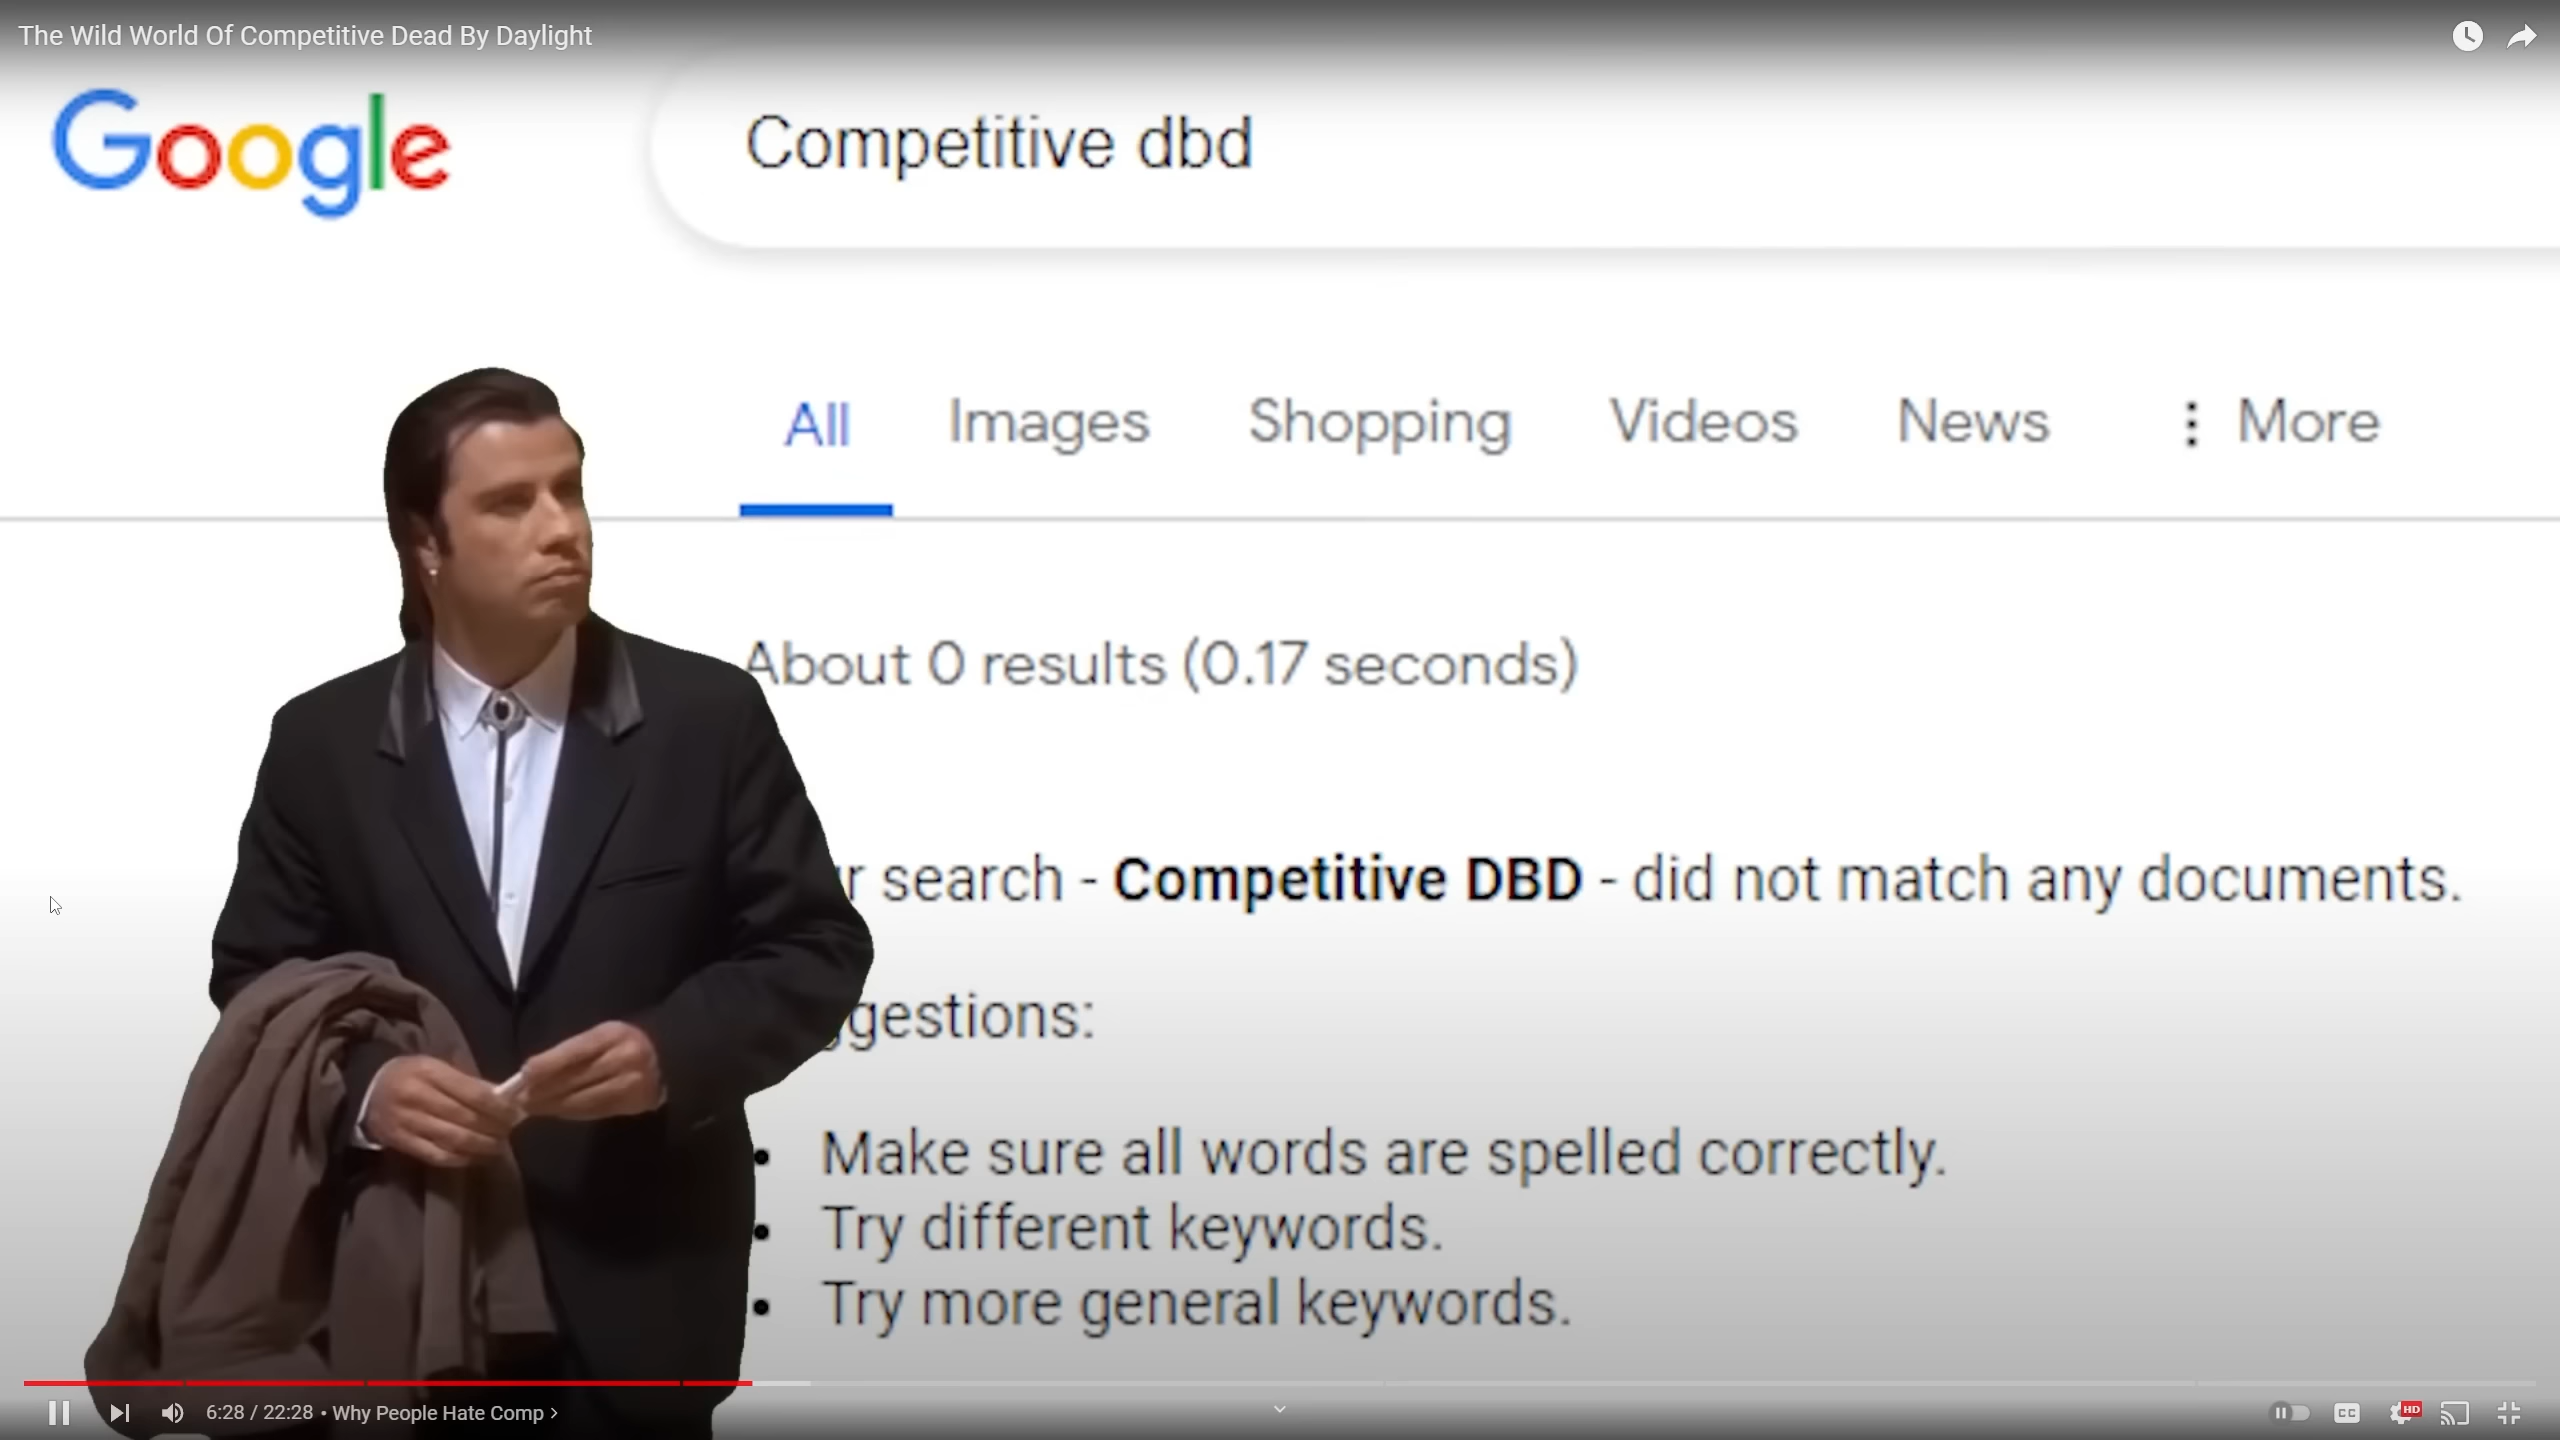 The Wild World Of Competitive Dead By Daylight
Google
Competitive dbd
All Images Shopping Videos News More
About 0 results (0.17 seconds)
search - Competitive DBD - did not match any documents.
Make sure all words are spelled correctly.
Try different keywords.
Try more general keywords.
6:28 / 22:28 • Why People Hate Comp
CC
HD